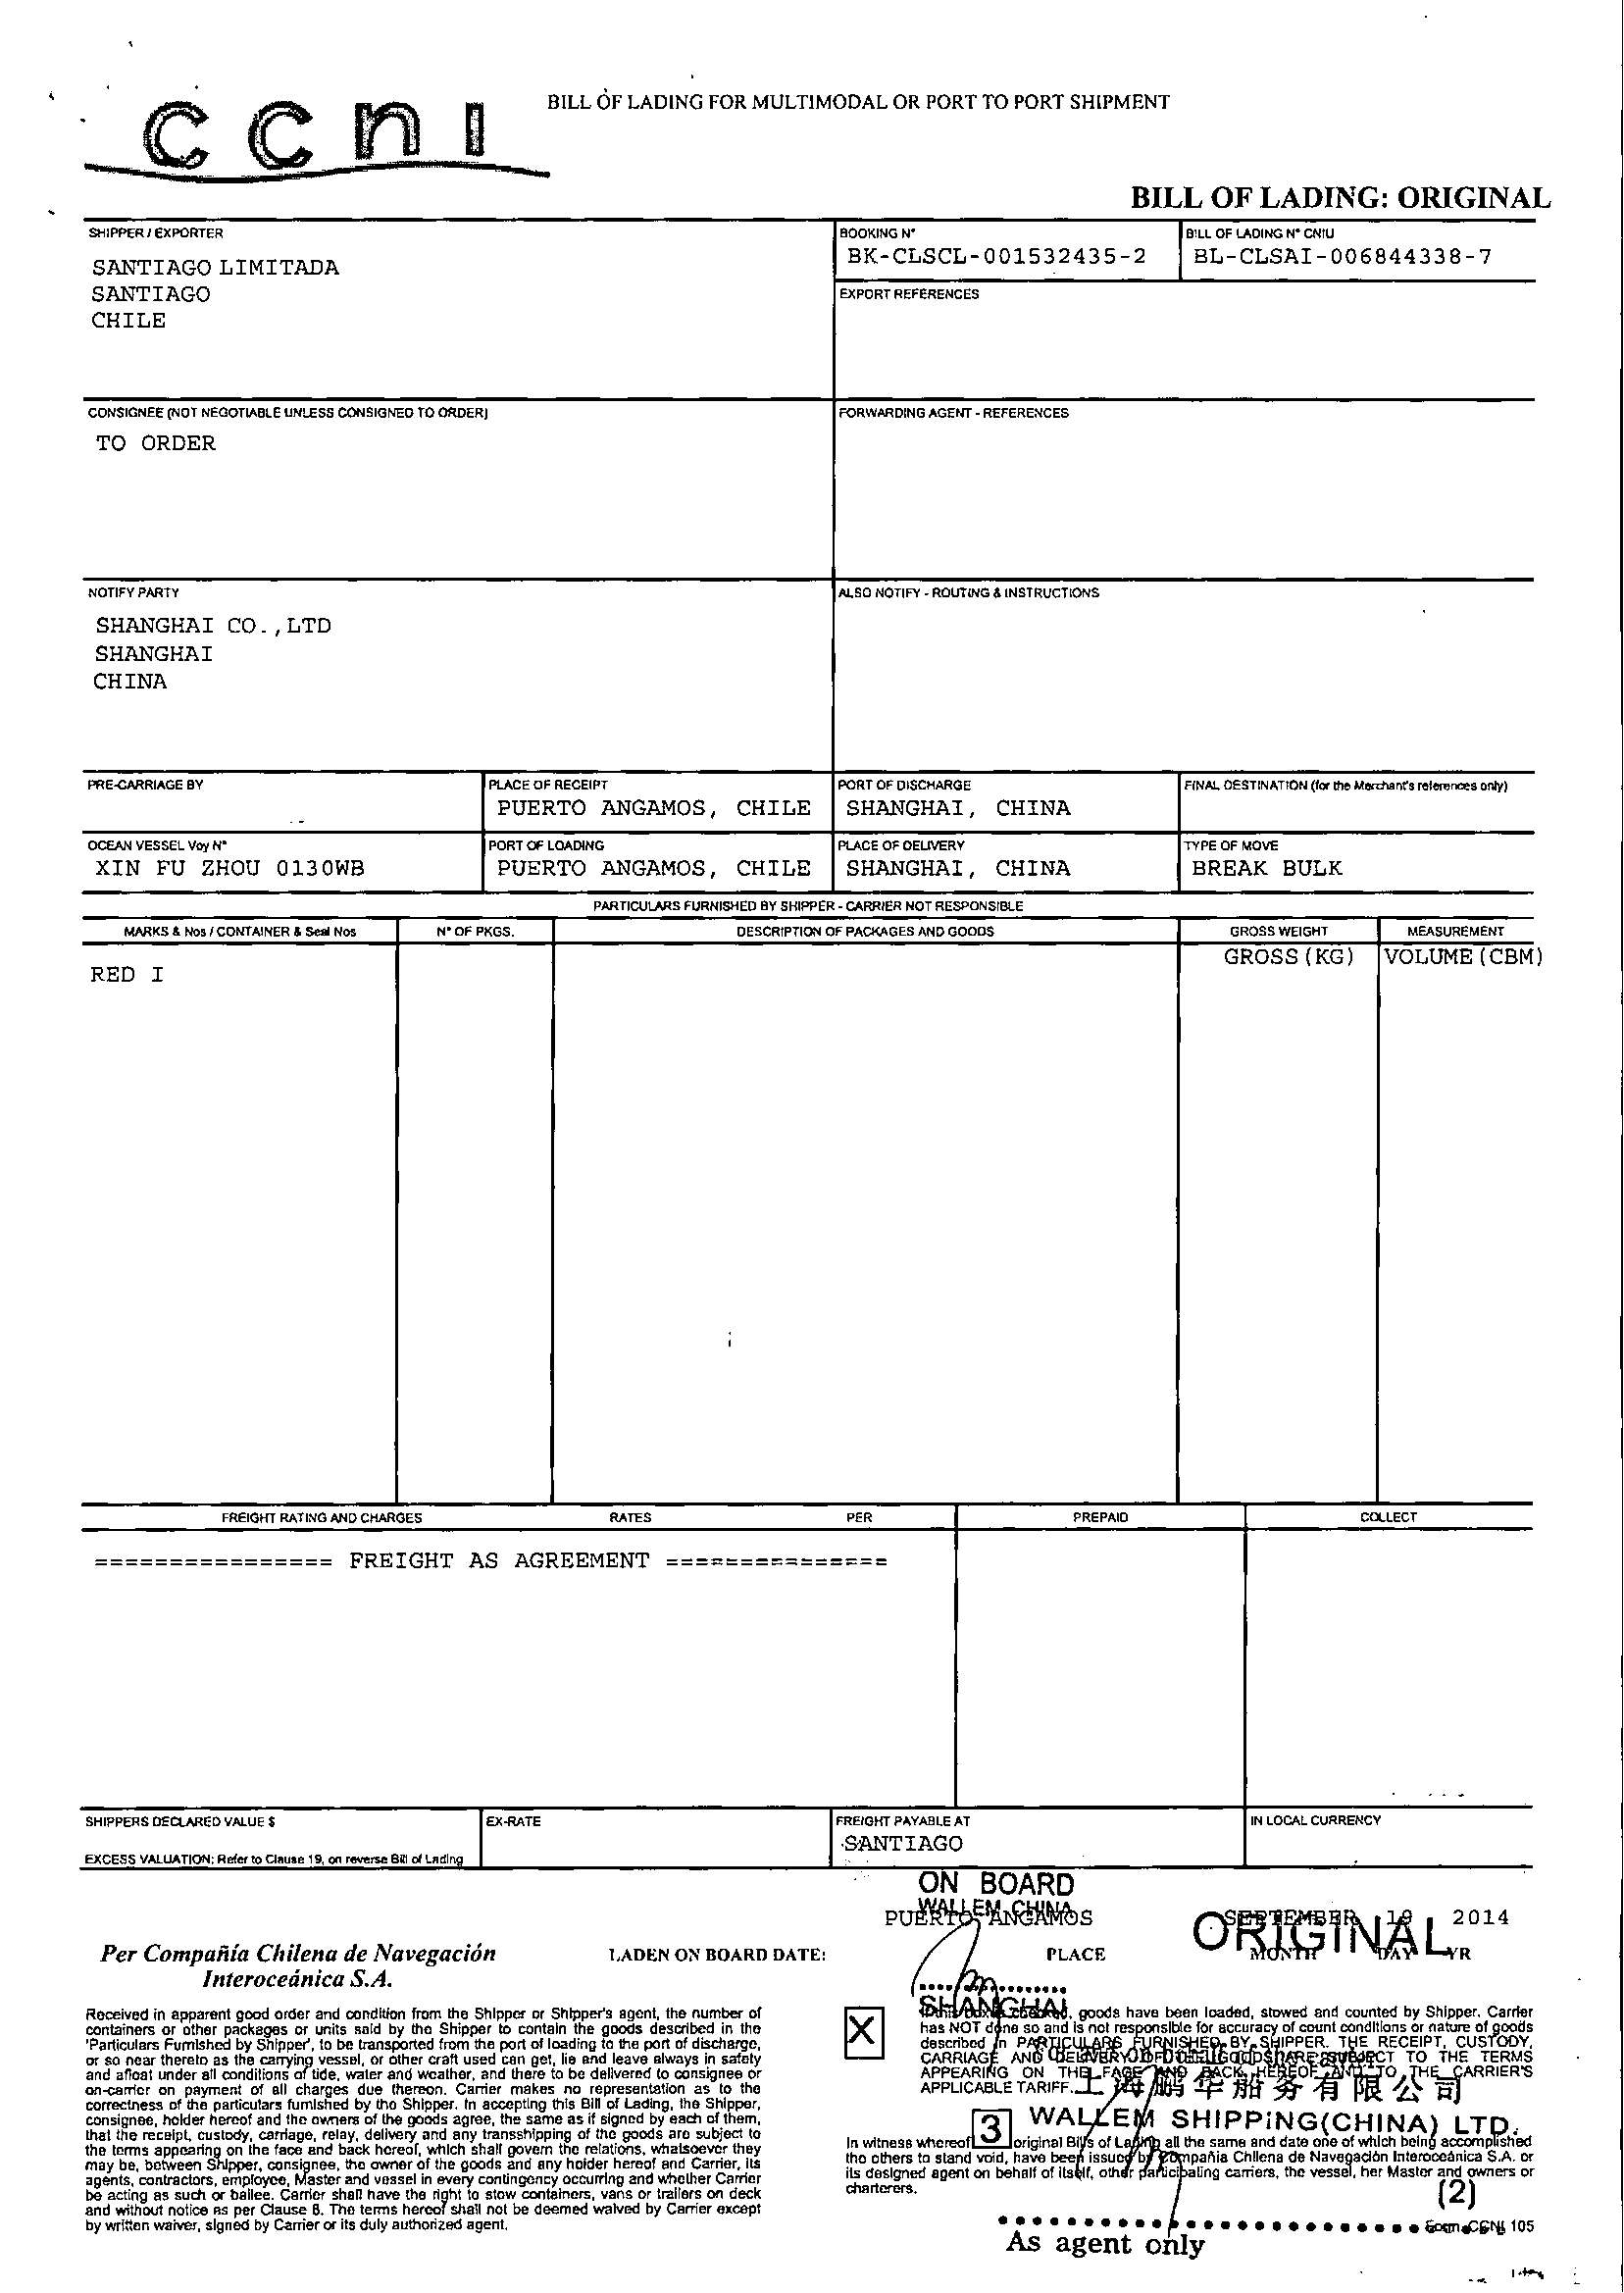 ccni
BILL OF LADING FOR MULTIMODAL OR PORT TO PORT SHIPMENT
BILL OF LADING: ORIGINAL
SHIPPER / EXPORTER
SANTIAGO LIMITADA
SANTIAGO
CHILE
BOOKING N°
BK-CLSCL-001532435-2
BILL OF LADING N° CNIU
BL-CLSAI-006844338-7
EXPORT REFERENCES
CONSIGNEE (NOT NEGOTIABLE UNLESS CONSIGNED TO ORDER)
TO ORDER
FORWARDING AGENT - REFERENCES
NOTIFY PARTY
SHANGHAI CO.,LTD
SHANGHAI
CHINA
ALSO NOTIFY - ROUTING & INSTRUCTIONS
PRE-CARRIAGE BY
PLACE OF RECEIPT
PUERTO ANGAMOS, CHILE
PORT OF DISCHARGE
SHANGHAI, CHINA
FINAL DESTINATION (for the Merchant's references only)
OCEAN VESSEL Voy N°
XIN FU ZHOU 0130WB
PORT OF LOADING
PUERTO ANGAMOS, CHILE
PLACE OF DELIVERY
SHANGHAI, CHINA
TYPE OF MOVE
BREAK BULK
PARTICULARS FURNISHED BY SHIPPER - CARRIER NOT RESPONSIBLE
MARKS & Nos / CONTAINER & Seal Nos
N° OF PKGS.
DESCRIPTION OF PACKAGES AND GOODS
GROSS WEIGHT
MEASUREMENT
GROSS(KG)
VOLUME(CBM)
RED I
FREIGHT RATING AND CHARGES
RATES
PER
PREPAID
COLLECT
================ FREIGHT AS AGREEMENT ===============
SHIPPERS DECLARED VALUE $
EX-RATE
FREIGHT PAYABLE AT
SANTIAGO
IN LOCAL CURRENCY
EXCESS VALUATION: Refer to Clause 19, on reverse Bill of Lading
ON BOARD
WALLEM CHINA
PUERTO ANGAMOS
SEPTEMBER 19 2014
ORIGINAL
Per Compañía Chilena de Navegación
Interoceánica S.A.
LADEN ON BOARD DATE:
PLACE
MONTH DAY YR
SHANGHAI
Received in apparent good order and condition from the Shipper or Shipper's agent, the number of
containers or other packages or units said by the Shipper to contain the goods described in the
'Particulars Furnished by Shipper', to be transported from the port of loading to the port of discharge,
or so near thereto as the carrying vessel, or other craft used can get, lie and leave always in safety
and afloat under all conditions of tide, water and weather, and there to be delivered to consignee or
on-carrier on payment of all charges due thereon. Carrier makes no representation as to the
correctness of the particulars furnished by the Shipper. In accepting this Bill of Lading, the Shipper,
consignee, holder hereof and the owners of the goods agree, the same as if signed by each of them,
that the receipt, custody, carriage, relay, delivery and any transshipping of the goods are subject to
the terms appearing on the face and back hereof, which shall govern the relations, whatsoever they
may be, between Shipper, consignee, the owner of the goods and any holder hereof and Carrier, its
agents, contractors, employee, Master and vessel in every contingency occurring and whether Carrier
be acting as such or bailee. Carrier shall have the right to stow containers, vans or trailers on deck
and without notice as per Clause 8. The terms hereof shall not be deemed waived by Carrier except
by written waiver, signed by Carrier or its duly authorized agent.
X
goods have been loaded, stowed and counted by Shipper. Carrier
has NOT done so and is not responsible for accuracy of count conditions or nature of goods
described in PARTICULARS FURNISHED BY SHIPPER. THE RECEIPT, CUSTODY,
CARRIAGE AND DELIVERY OF THE GOODS ARE SUBJECT TO THE TERMS
APPEARING ON THE FACE AND BACK HEREOF AND TO THE CARRIER'S
APPLICABLE TARIFF.
上海鹏华船务有限公司
WALLEM SHIPPING(CHINA) LTD.
In witness whereof 3 original Bills of Lading all the same and date one of which being accomplished
the others to stand void, have been issued by Compañia Chilena de Navegación Interoceánica S.A. or
its designed agent on behalf of itself, other participating carriers, the vessel, her Master and owners or
charterers.
(2)
Form CCNI 105
As agent only